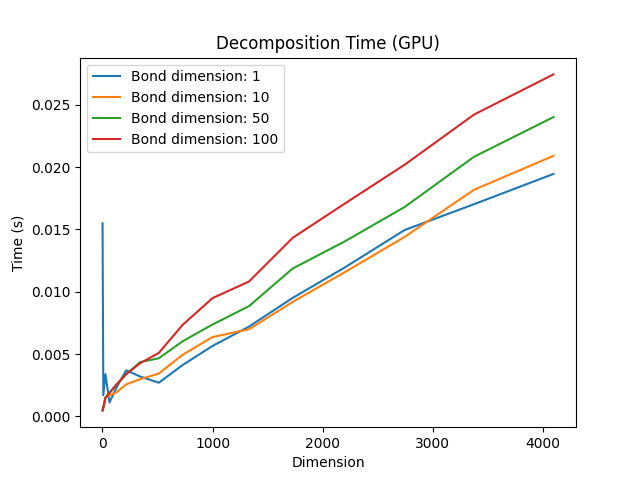 Decomposition Time (GPU)
Bond dimension: 1
Bond dimension: 10
Bond dimension: 50
Bond dimension: 100
Time (s)
0.025
0.020
0.015
0.010
0.005
0.000
0 1000 2000 3000 4000
Dimension